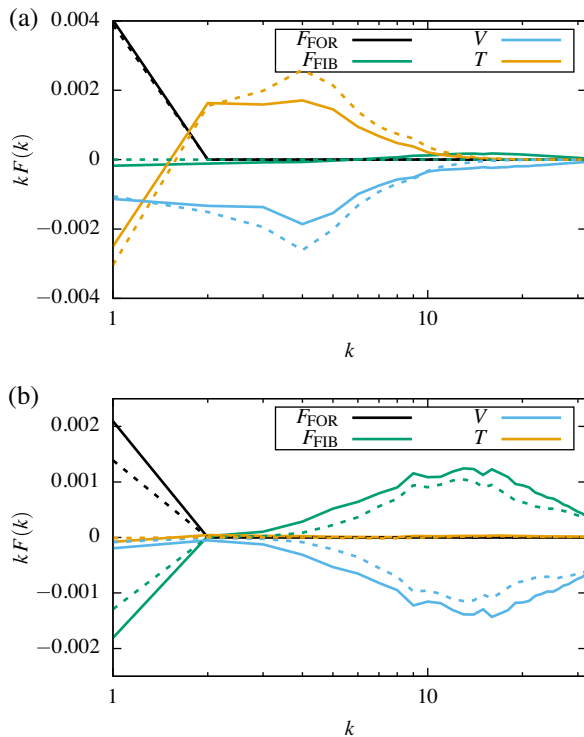 (a)
kF(k)
0.004
0.002
0
−0.002
−0.004
F_FOR
F_FIB
V
T
1
10
k
(b)
kF(k)
0.002
0.001
0
−0.001
−0.002
F_FOR
F_FIB
V
T
1
10
k